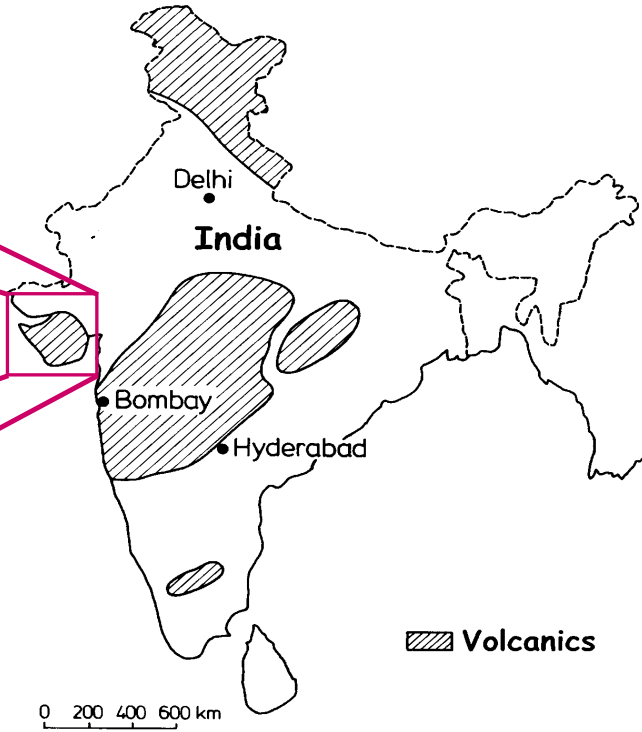 Delhi
India
Bombay
Hyderabad
Volcanics
0 200 400 600 km